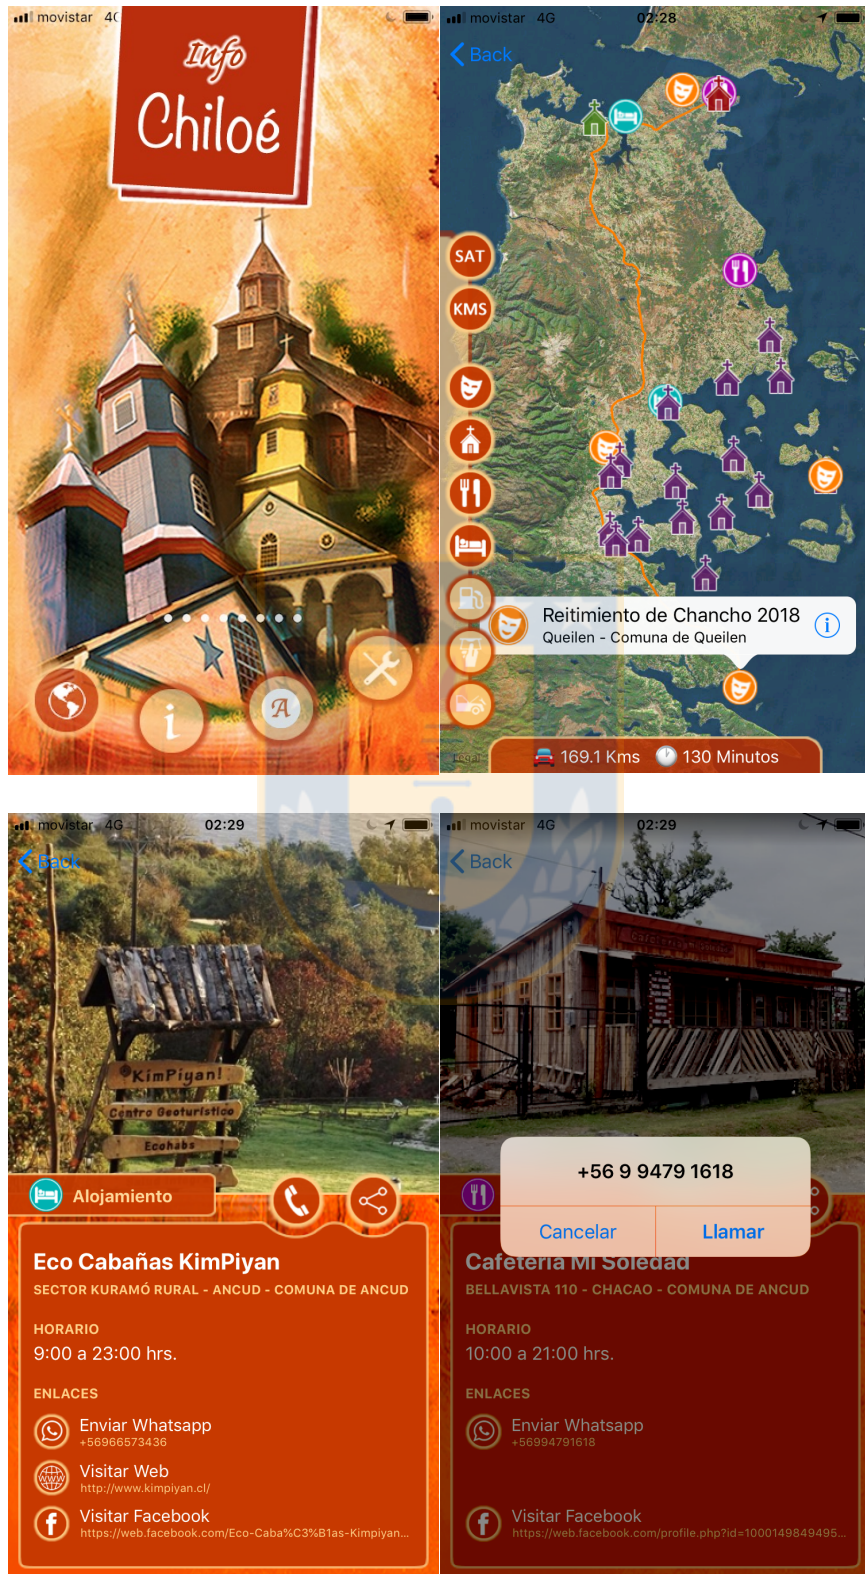 movistar 4G
Info
Chiloé
i
A
movistar 4G 02:28
Back
SAT
KMS
Reitimiento de Chancho 2018
Queilen - Comuna de Queilen
i
Legal
169.1 Kms 130 Minutos
movistar 4G 02:29
Back
KimPiyan!
Centro Geoturístico
Ecohabs
Alojamiento
Eco Cabañas KimPiyan
SECTOR KURAMÓ RURAL - ANCUD - COMUNA DE ANCUD
HORARIO
9:00 a 23:00 hrs.
ENLACES
Enviar Whatsapp
+56966573436
Visitar Web
www
http://www.kimpiyan.cl/
Visitar Facebook
https://web.facebook.com/Eco-Caba%C3%B1as-Kimpiyan...
movistar 4G 02:29
Back
+56 9 9479 1618
Cancelar Llamar
Cafetería Mi Soledad
BELLAVISTA 110 - CHACAO - COMUNA DE ANCUD
HORARIO
10:00 a 21:00 hrs.
ENLACES
Enviar Whatsapp
+56994791618
Visitar Facebook
https://web.facebook.com/profile.php?id=1000149849495...